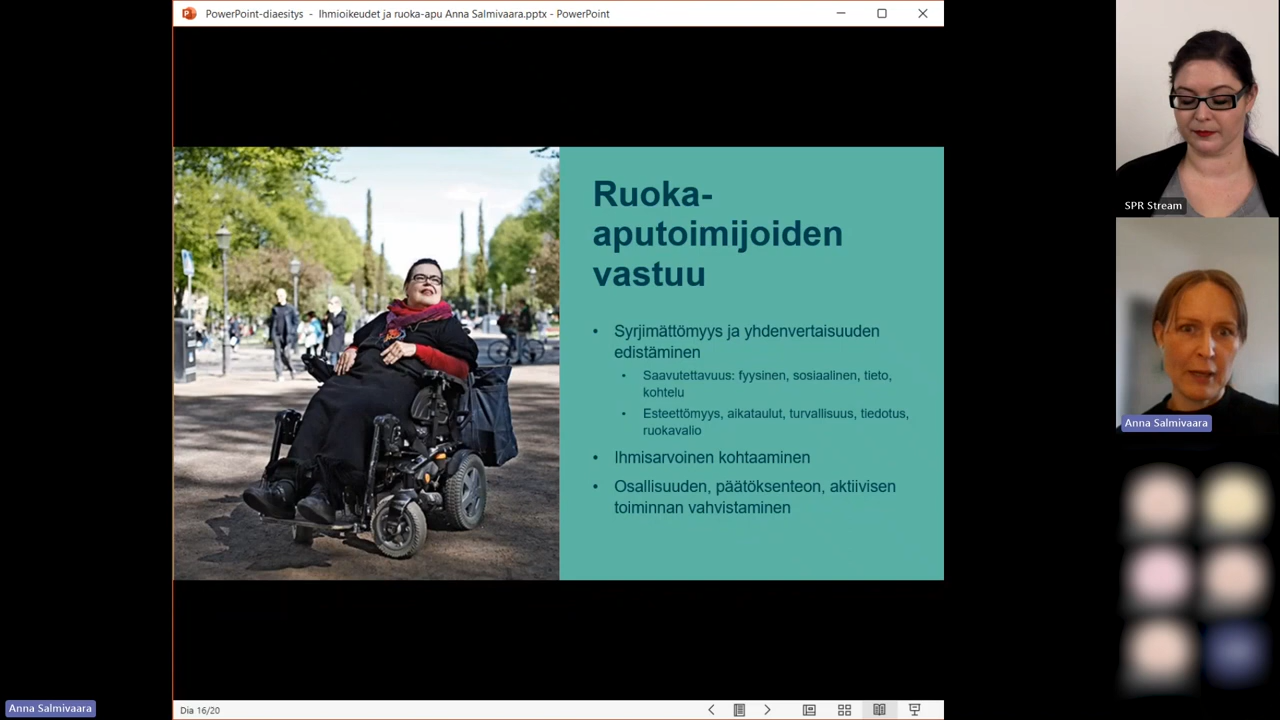 PowerPoint-diaesitys - Ihmioikeudet ja ruoka-apu Anna Salmivaara.pptx - PowerPoint
Ruoka-
aputoimijoiden
vastuu
• Syrjimättömyys ja yhdenvertaisuuden
edistäminen
• Saavutettavuus: fyysinen, sosiaalinen, tieto,
kohtelu
• Esteettömyys, aikataulut, turvallisuus, tiedotus,
ruokavalio
• Ihmisarvoinen kohtaaminen
• Osallisuuden, päätöksenteon, aktiivisen
toiminnan vahvistaminen
SPR Stream
Anna Salmivaara
Anna Salmivaara
Dia 16/20